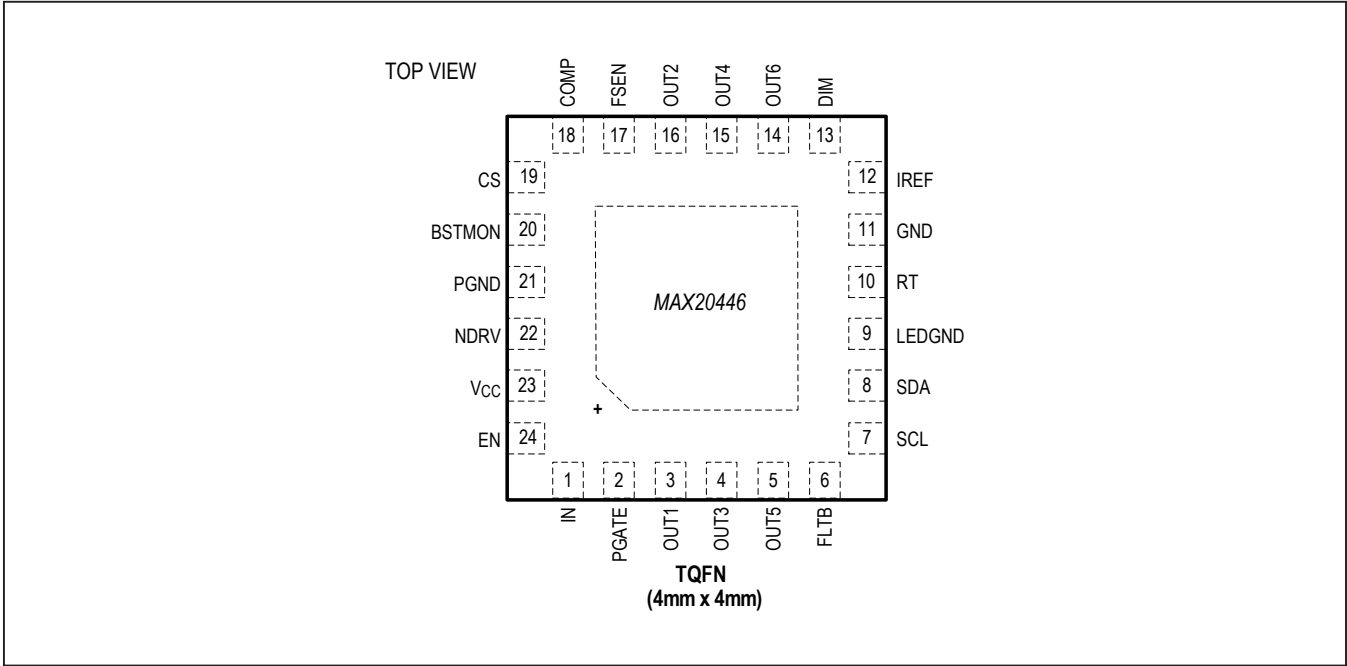 TOP VIEW
COMP FSEN OUT2 OUT4 OUT6 DIM
18 17 16 15 14 13
CS 19 12 IREF
BSTMON 20 11 GND
PGND 21 10 RT
MAX20446
NDRV 22 9 LEDGND
VCC 23 8 SDA
+
EN 24 7 SCL
1 2 3 4 5 6
IN PGATE OUT1 OUT3 OUT5 FLTB
TQFN
(4mm x 4mm)